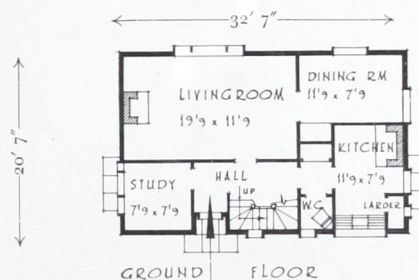 32' 7"
20' 7"
LIVINGROOM
19'9 x 11'9
DINING RM
11'9 x 7'9
KITCHEN
11'9 x 7'9
STUDY
7'9 x 7'9
HALL
UP
W.C
LARDER
GROUND FLOOR